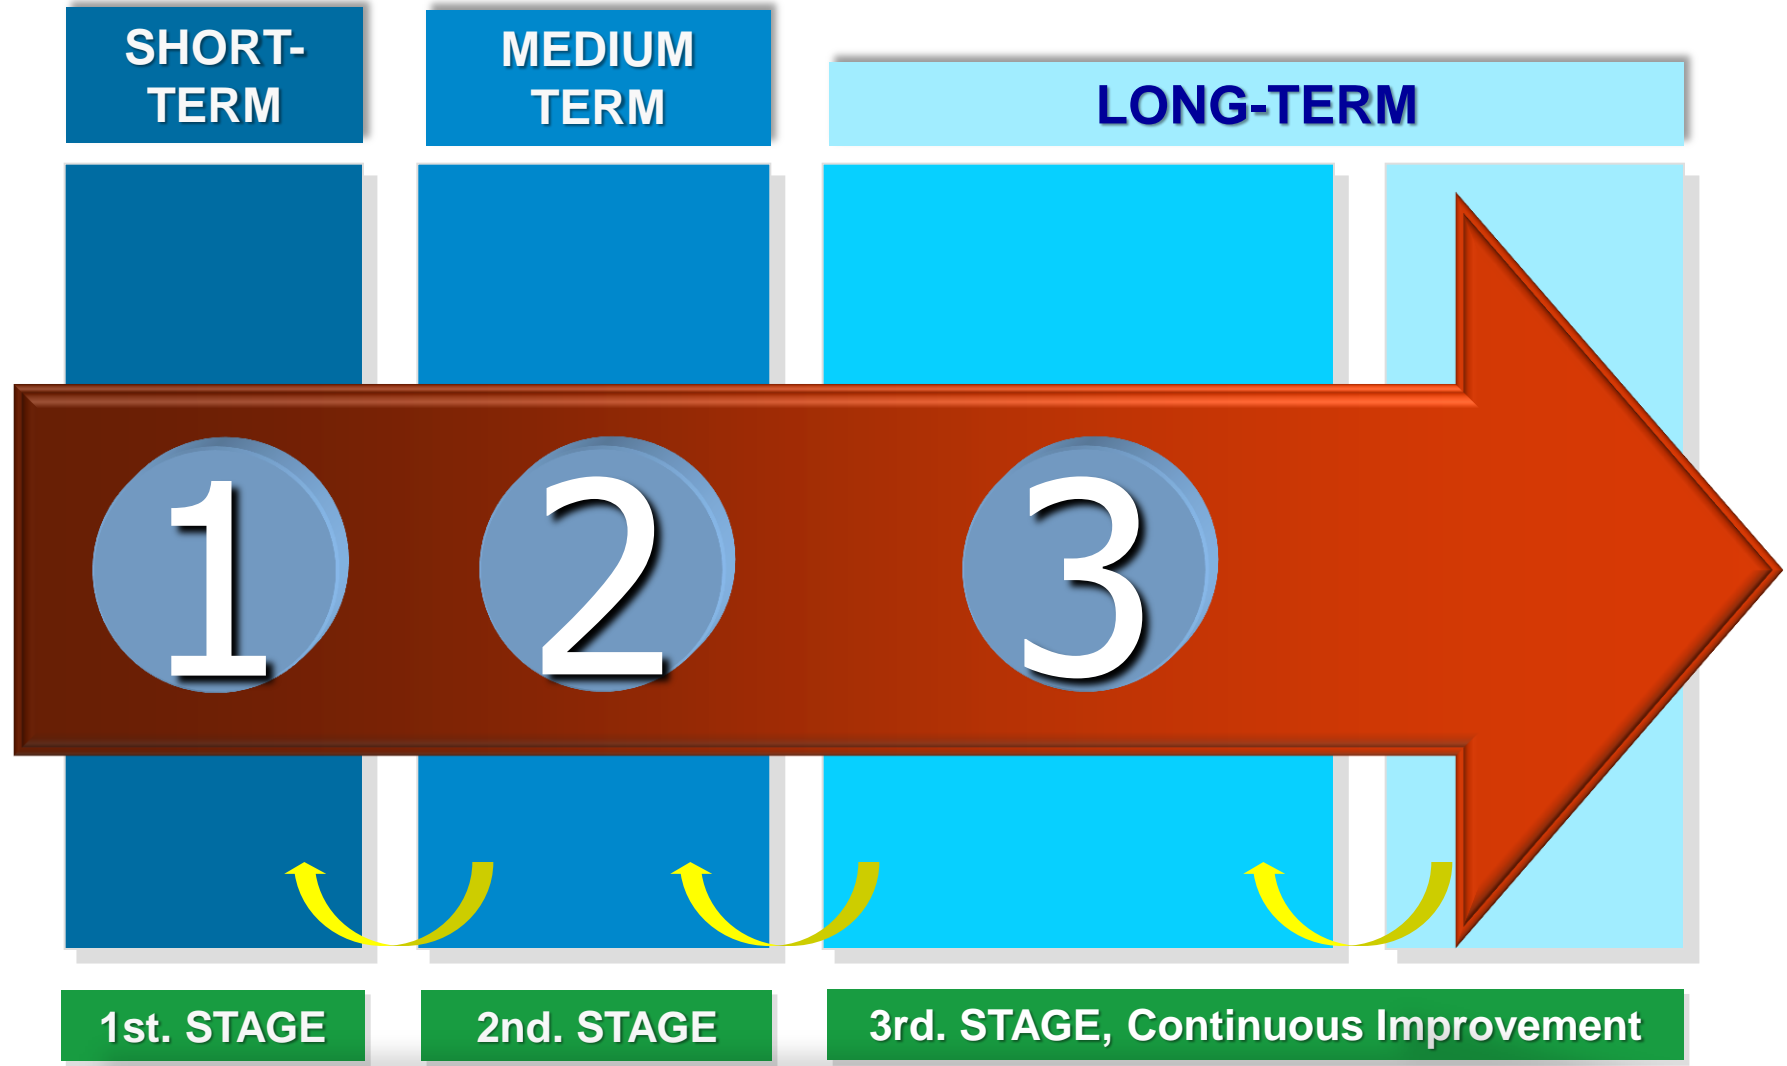 SHORT-
TERM
MEDIUM
TERM
LONG-TERM
1
2
3
1st. STAGE
2nd. STAGE
3rd. STAGE, Continuous Improvement